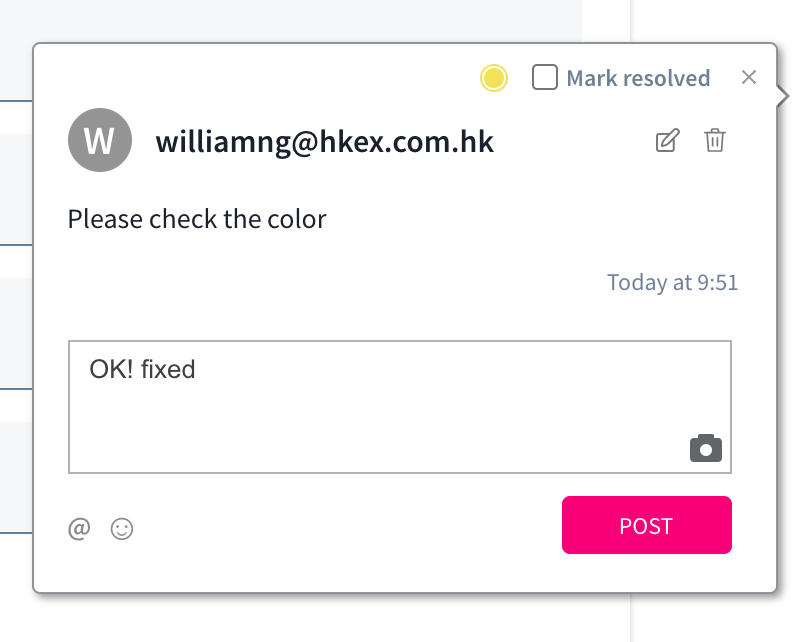 Mark resolved
W
williamng@hkex.com.hk
Please check the color
Today at 9:51
OK! fixed
@
POST